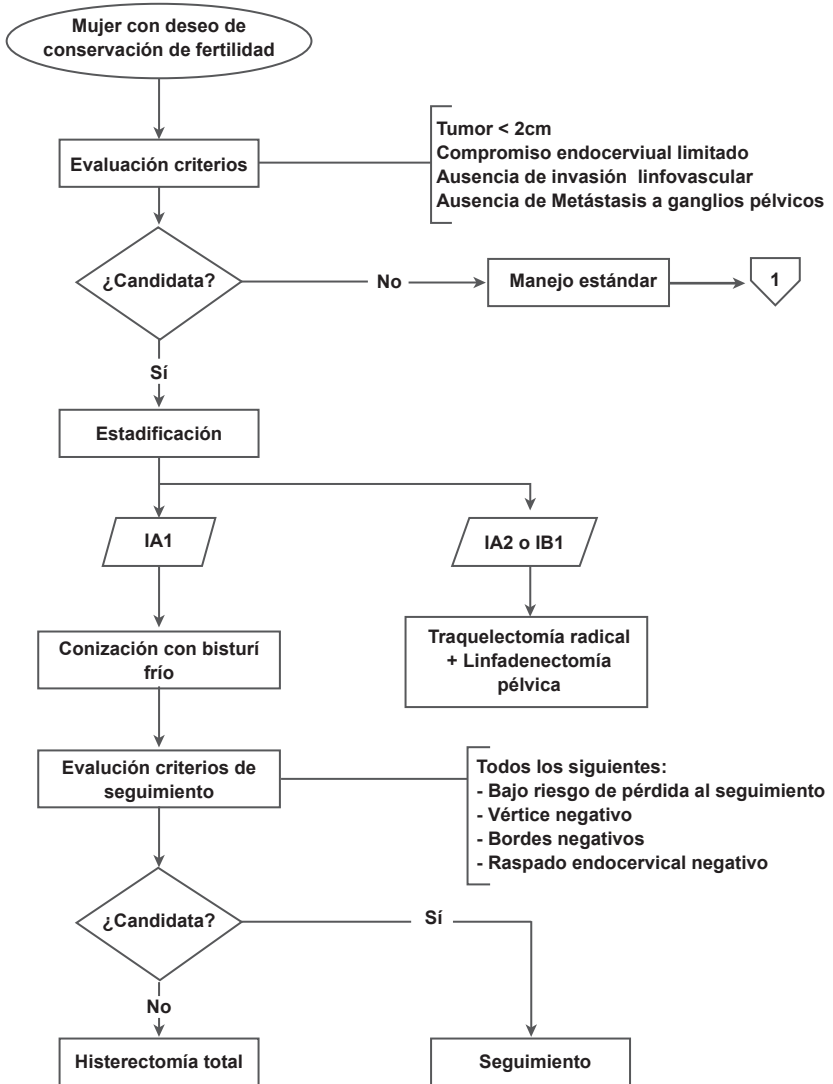 Mujer con deseo de
conservación de fertilidad
Evaluación criterios
Tumor < 2cm
Compromiso endocerviual limitado
Ausencia de invasión linfovascular
Ausencia de Metástasis a ganglios pélvicos
¿Candidata?
No
Manejo estándar
1
Sí
Estadificación
IA1
IA2 o IB1
Conización con bisturí
frío
Traquelectomía radical
+ Linfadenectomía
pélvica
Evalución criterios de
seguimiento
Todos los siguientes:
- Bajo riesgo de pérdida al seguimiento
- Vértice negativo
- Bordes negativos
- Raspado endocervical negativo
¿Candidata?
Sí
No
Histerectomía total
Seguimiento